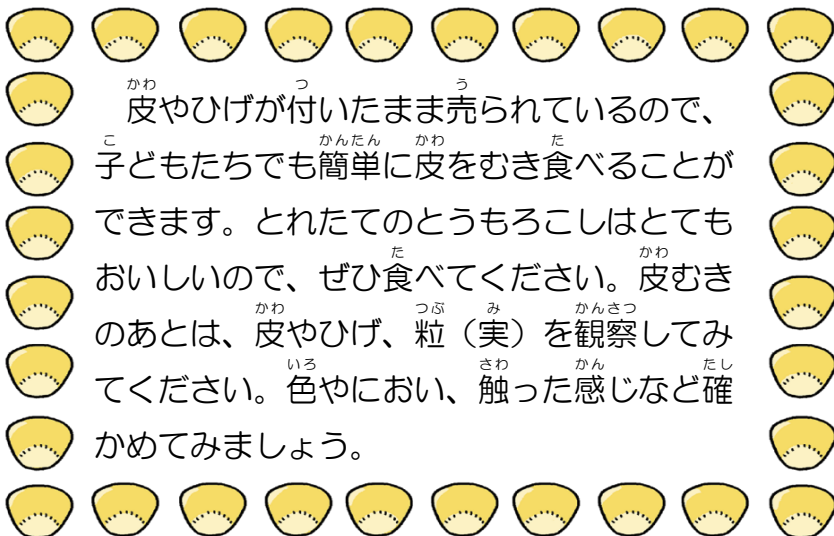 皮やひげが付いたまま売られているので、
子どもたちでも簡単に皮をむき食べることが
できます。とれたてのとうもろこしはとても
おいしいので、ぜひ食べてください。皮むき
のあとは、皮やひげ、粒（実）を観察してみ
てください。色やにおい、触った感じなど確
かめてみましょう。